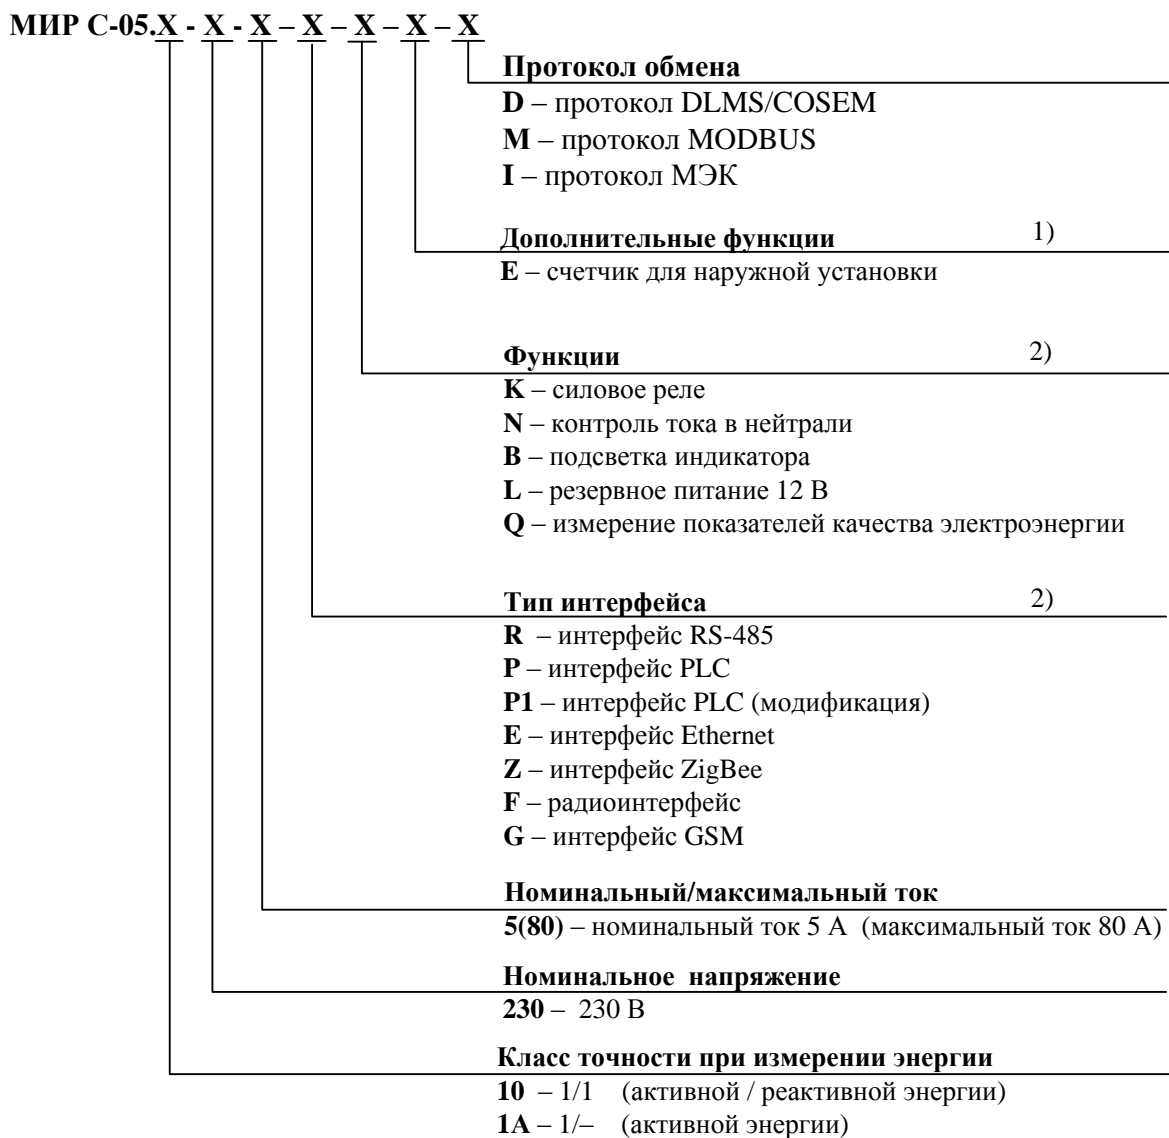 МИР С-05.X - X - X – X – X – X – X
Протокол обмена
D – протокол DLMS/COSEM
M – протокол MODBUS
I – протокол МЭК
Дополнительные функции 1)
E – счетчик для наружной установки
Функции 2)
K – силовое реле
N – контроль тока в нейтрали
B – подсветка индикатора
L – резервное питание 12 В
Q – измерение показателей качества электроэнергии
Тип интерфейса 2)
R – интерфейс RS-485
P – интерфейс PLC
P1 – интерфейс PLC (модификация)
E – интерфейс Ethernet
Z – интерфейс ZigBee
F – радиоинтерфейс
G – интерфейс GSM
Номинальный/максимальный ток
5(80) – номинальный ток 5 А (максимальный ток 80 А)
Номинальное напряжение
230 – 230 В
Класс точности при измерении энергии
10 – 1/1 (активной / реактивной энергии)
1А – 1/– (активной энергии)